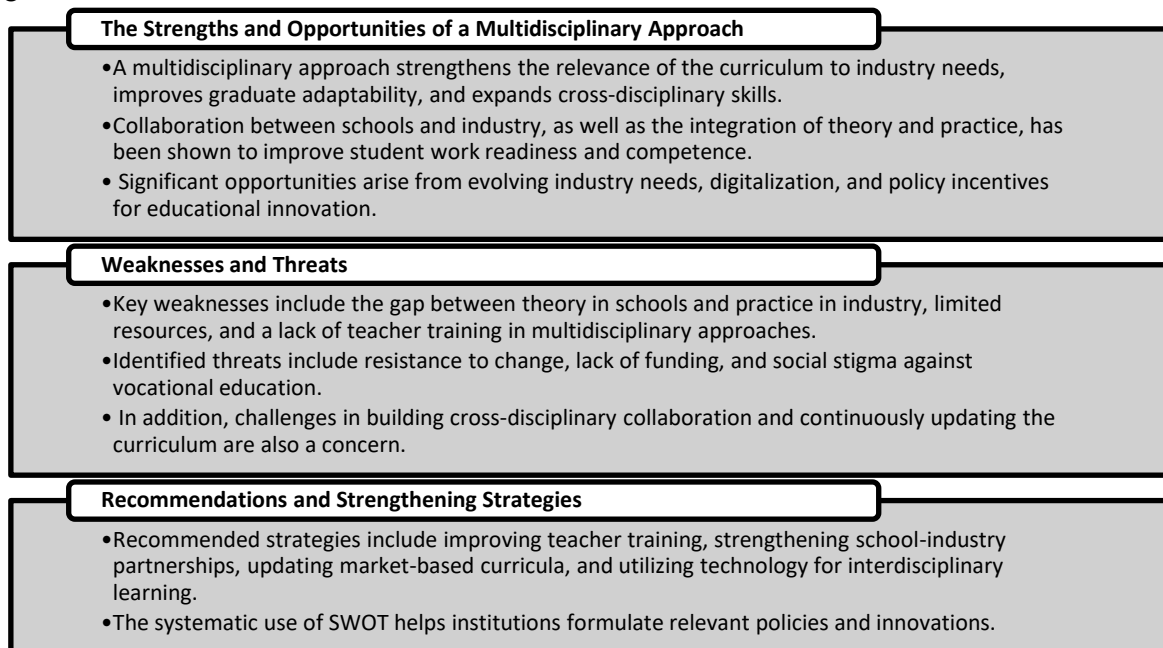 The Strengths and Opportunities of a Multidisciplinary Approach
•A multidisciplinary approach strengthens the relevance of the curriculum to industry needs,
improves graduate adaptability, and expands cross-disciplinary skills.
•Collaboration between schools and industry, as well as the integration of theory and practice, has
been shown to improve student work readiness and competence.
• Significant opportunities arise from evolving industry needs, digitalization, and policy incentives
for educational innovation.
Weaknesses and Threats
•Key weaknesses include the gap between theory in schools and practice in industry, limited
resources, and a lack of teacher training in multidisciplinary approaches.
•Identified threats include resistance to change, lack of funding, and social stigma against
vocational education.
• In addition, challenges in building cross-disciplinary collaboration and continuously updating the
curriculum are also a concern.
Recommendations and Strengthening Strategies
•Recommended strategies include improving teacher training, strengthening school-industry
partnerships, updating market-based curricula, and utilizing technology for interdisciplinary
learning.
•The systematic use of SWOT helps institutions formulate relevant policies and innovations.